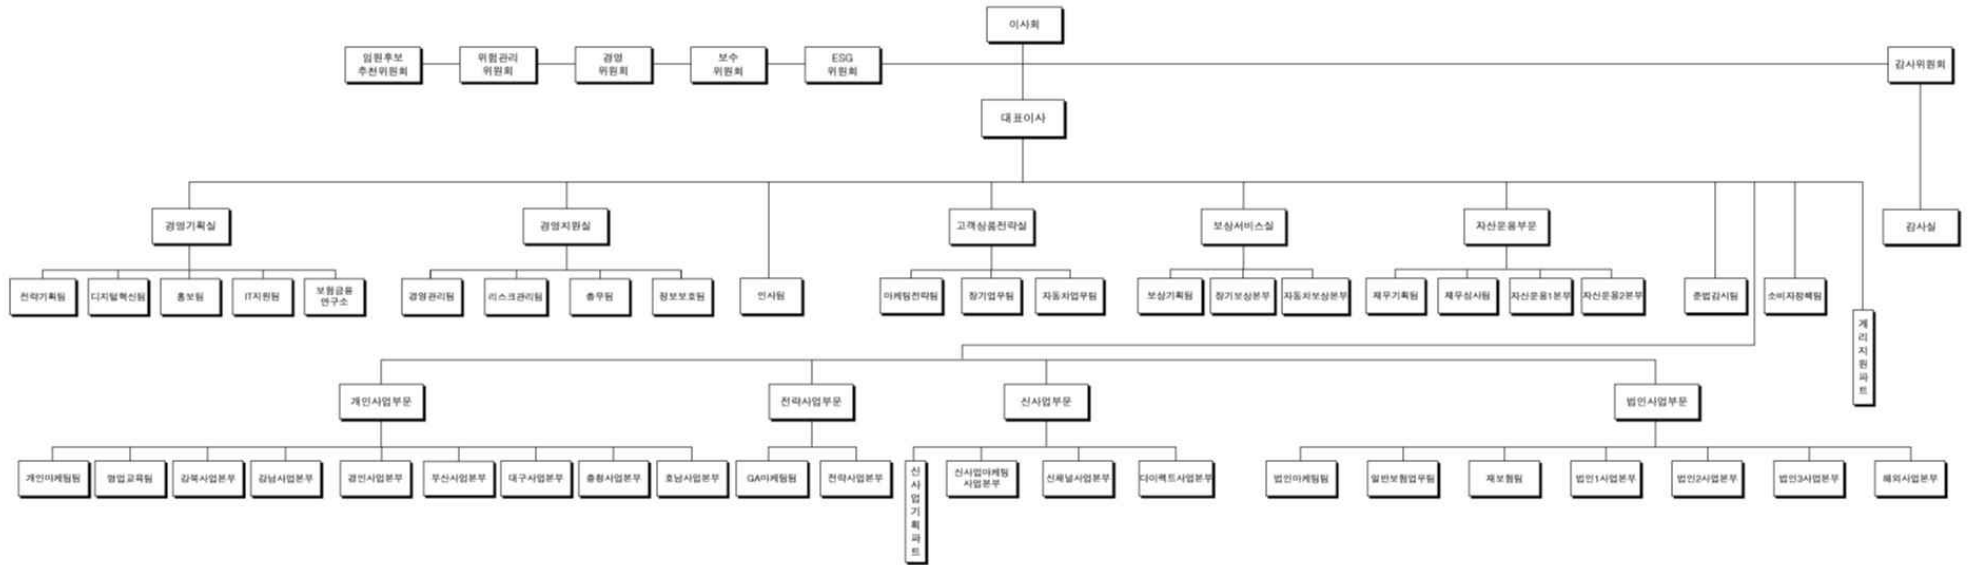 이사회
임원후보
추천위원회
위험관리
위원회
경영
위원회
보수
위원회
ESG
위원회
감사위원회
대표이사
경영기획실
경영지원실
고객상품전략실
보상서비스실
자산운용부문
감사실
전략기획팀
디지털혁신팀
홍보팀
IT지원팀
보험금융
연구소
경영관리팀
리스크관리팀
총무팀
정보보호팀
인사팀
마케팅전략팀
장기업무팀
자동차업무팀
보상기획팀
장기보상본부
자동차보상본부
재무기획팀
재무심사팀
자산운용1본부
자산운용2본부
준법감시팀
소비자정책팀
계리지원파트
개인사업부문
전략사업부문
신사업부문
법인사업부문
개인마케팅팀
영업교육팀
강북사업본부
강남사업본부
경인사업본부
부산사업본부
대구사업본부
충청사업본부
호남사업본부
GA마케팅팀
전략사업본부
신사업기획파트
신사업마케팅
사업본부
신채널사업본부
다이렉트사업본부
법인마케팅팀
일반보험업무팀
재보험팀
법인1사업본부
법인2사업본부
법인3사업본부
해외사업본부